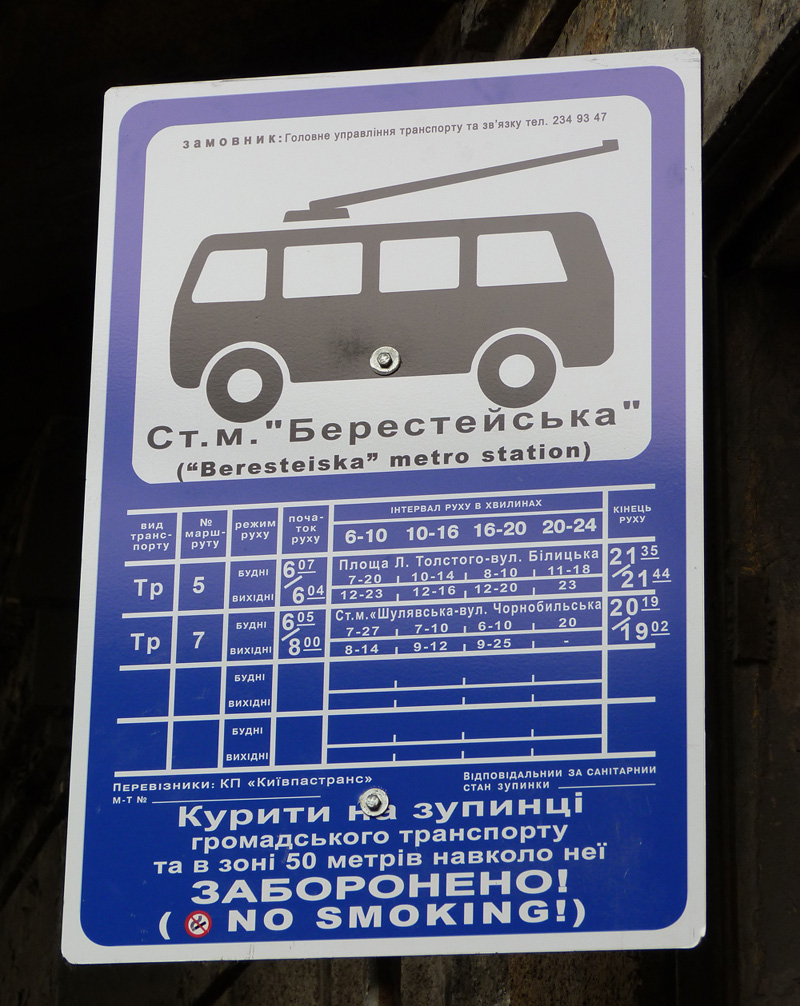 замовник: Головне управління транспорту та зв'язку тел. 234 93 47
Ст.м."Берестейська"
("Beresteiska" metro station)
вид транс-порту № марш-руту режим руху поча-ток руху ІНТЕРВАЛ РУХУ В ХВИЛИНАХ КІНЕЦЬ РУХУ
6-10 10-16 16-20 20-24
Тр 5 БУДНІ 6 07 Площа Л. Толстого-вул. Білицька 21 35
7-20 10-14 8-10 11-18
ВИХІДНІ 6 04 12-23 12-16 12-20 23 21 44
Тр 7 БУДНІ 6 05 Ст.м.«Шулявська-вул. Чорнобильська 20 19
7-27 7-10 6-10 20
ВИХІДНІ 8 00 8-14 9-12 9-25 - 19 02
БУДНІ
ВИХІДНІ
БУДНІ
ВИХІДНІ
Перевізники: КП «Київпастранс»
М-Т №
ВІДПОВІДАЛЬНИЙ ЗА САНІТАРНИЙ
СТАН ЗУПИНКИ
Курити на зупинці
громадського транспорту
та в зоні 50 метрів навколо неї
ЗАБОРОНЕНО!
( NO SMOKING!)